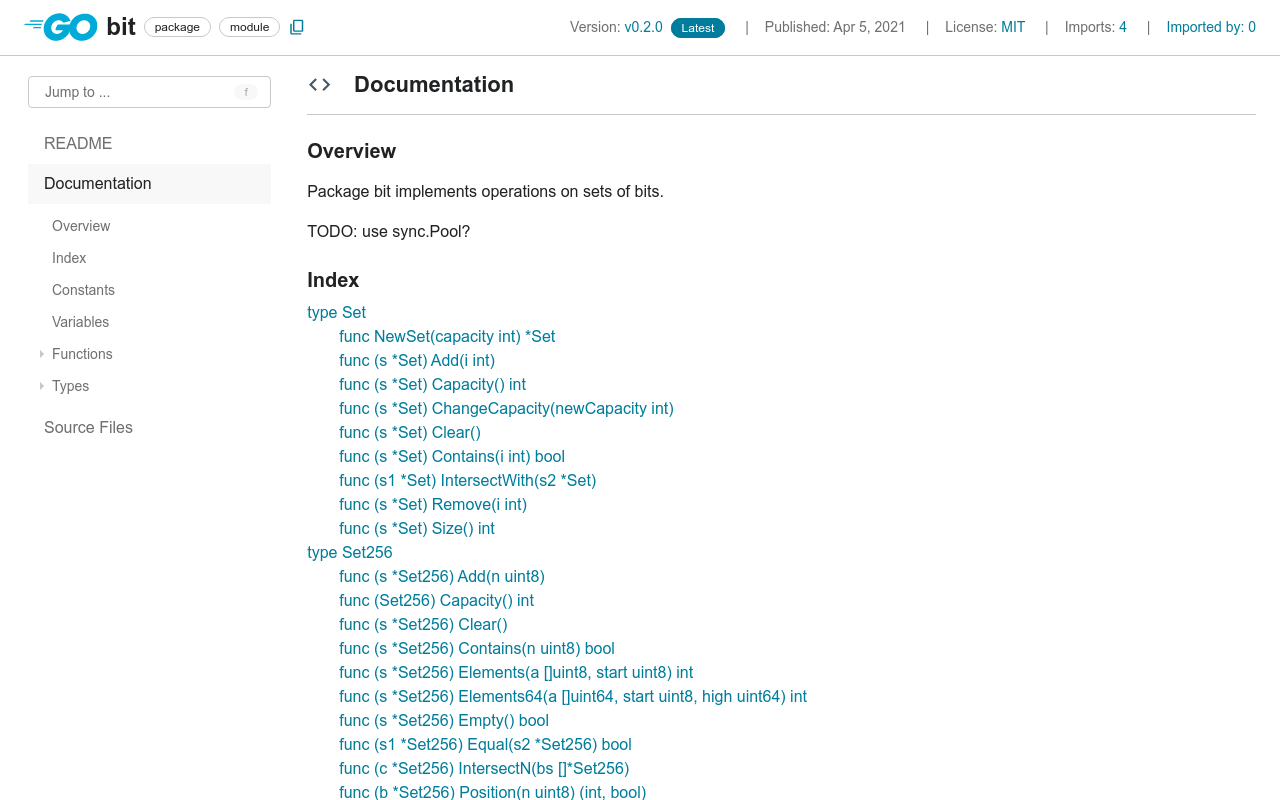 GO bit package module
Version: v0.2.0 Latest | Published: Apr 5, 2021 | License: MIT | Imports: 4 | Imported by: 0
Jump to ... f
README
Documentation
Overview
Index
Constants
Variables
Functions
Types
Source Files
Documentation
Overview
Package bit implements operations on sets of bits.
TODO: use sync.Pool?
Index
type Set
func NewSet(capacity int) *Set
func (s *Set) Add(i int)
func (s *Set) Capacity() int
func (s *Set) ChangeCapacity(newCapacity int)
func (s *Set) Clear()
func (s *Set) Contains(i int) bool
func (s1 *Set) IntersectWith(s2 *Set)
func (s *Set) Remove(i int)
func (s *Set) Size() int
type Set256
func (s *Set256) Add(n uint8)
func (Set256) Capacity() int
func (s *Set256) Clear()
func (s *Set256) Contains(n uint8) bool
func (s *Set256) Elements(a []uint8, start uint8) int
func (s *Set256) Elements64(a []uint64, start uint8, high uint64) int
func (s *Set256) Empty() bool
func (s1 *Set256) Equal(s2 *Set256) bool
func (c *Set256) IntersectN(bs []*Set256)
func (b *Set256) Position(n uint8) (int, bool)